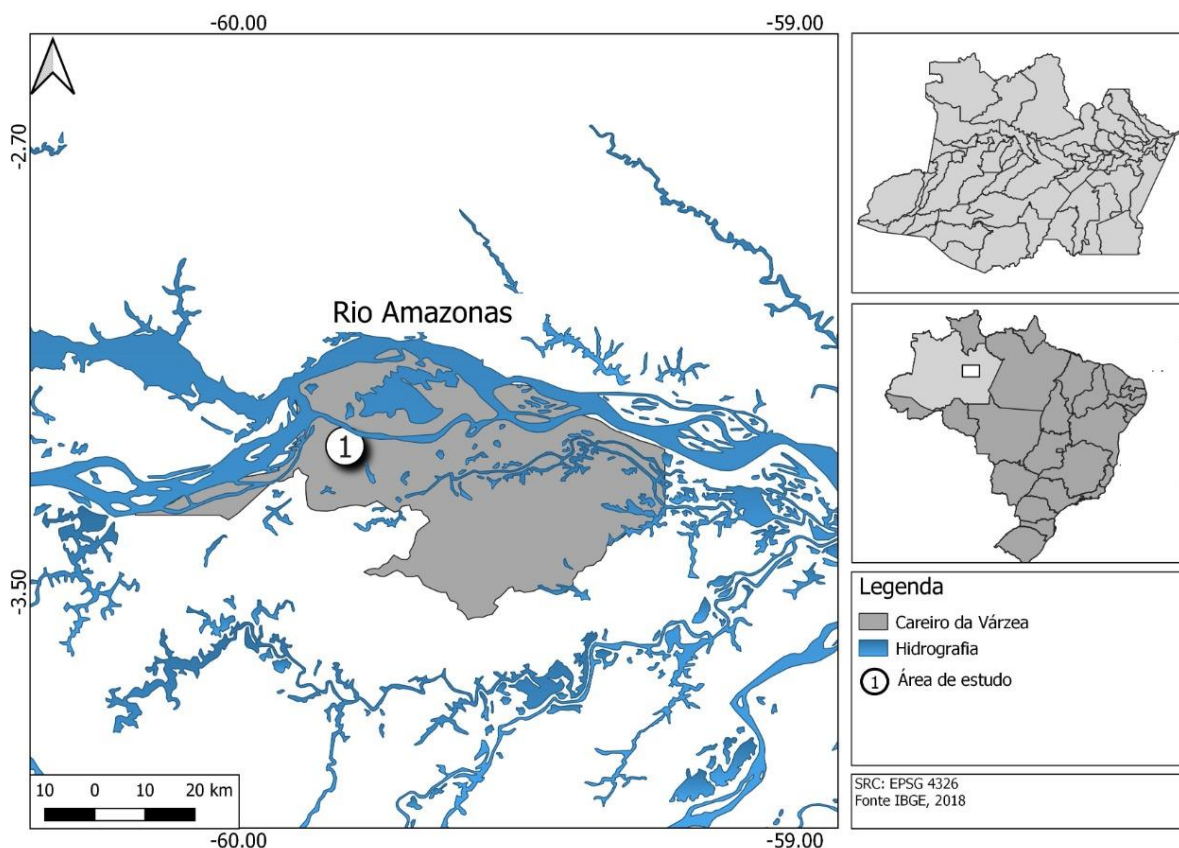 -60.00
-59.00
-2.70
Rio Amazonas
1
-3.50
10 0 10 20 km
-60.00
-59.00
Legenda
Careiro da Várzea
Hidrografia
1 Área de estudo
SRC: EPSG 4326
Fonte IBGE, 2018